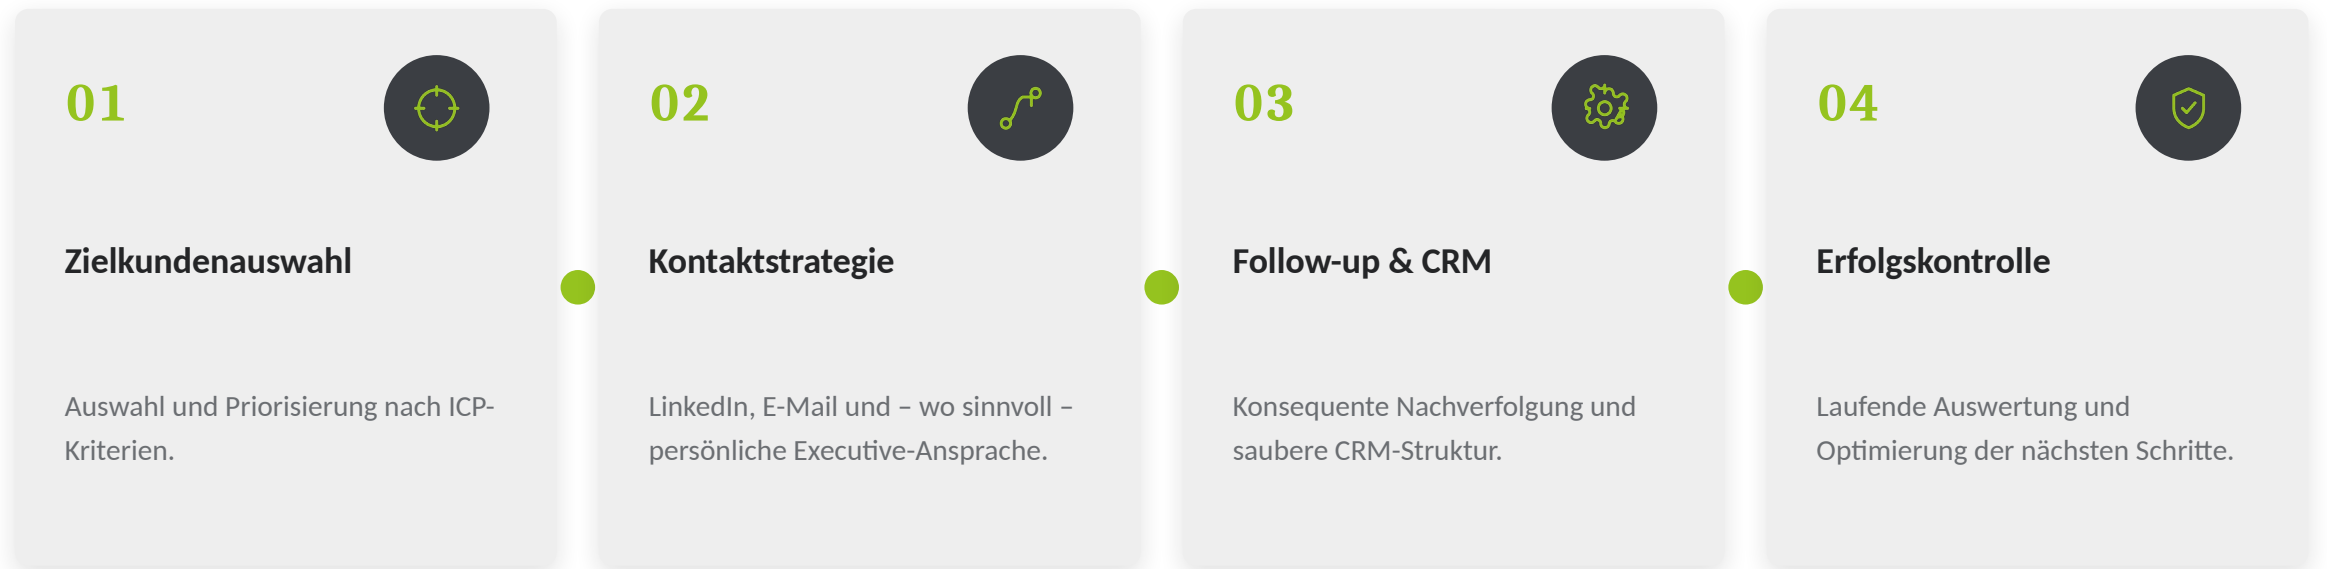 01
Zielkundenauswahl
Auswahl und Priorisierung nach ICP-
Kriterien.
02
Kontaktstrategie
LinkedIn, E-Mail und – wo sinnvoll –
persönliche Executive-Ansprache.
03
Follow-up & CRM
Konsequente Nachverfolgung und
saubere CRM-Struktur.
04
Erfolgskontrolle
Laufende Auswertung und
Optimierung der nächsten Schritte.